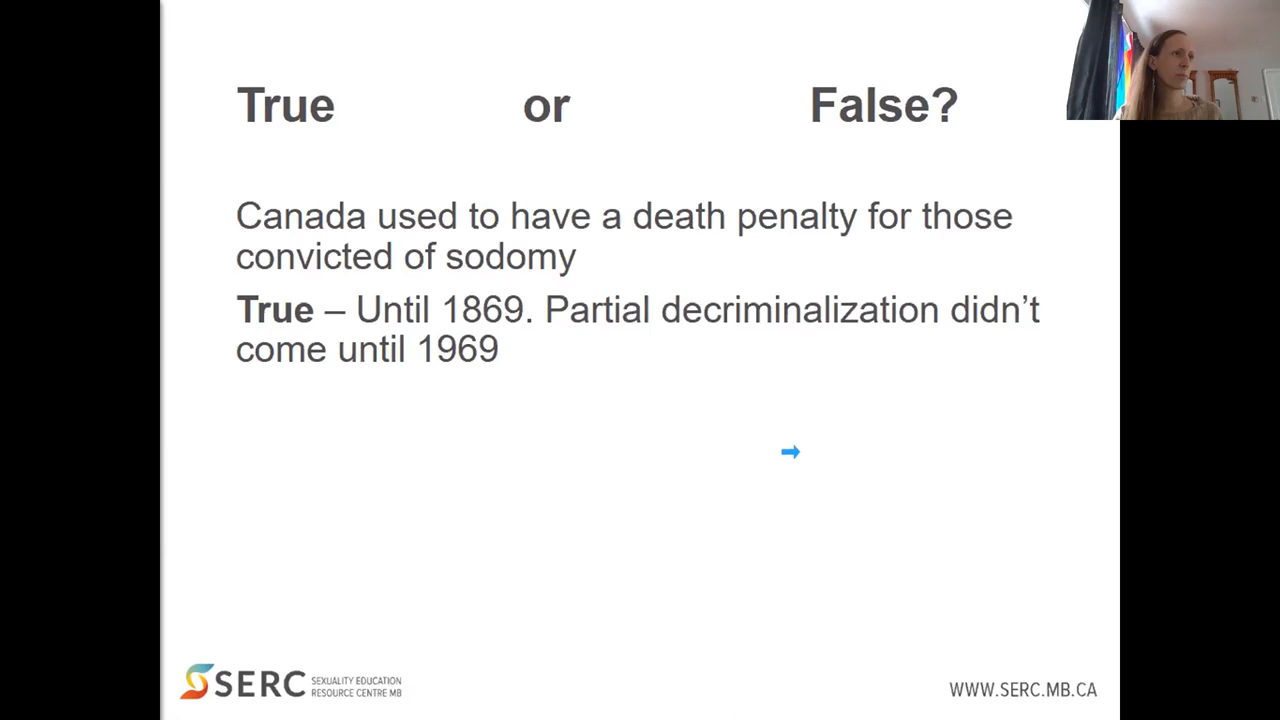 True or False?
Canada used to have a death penalty for those
convicted of sodomy
True – Until 1869. Partial decriminalization didn’t
come until 1969
SERC SEXUALITY EDUCATION
RESOURCE CENTRE MB
WWW.SERC.MB.CA